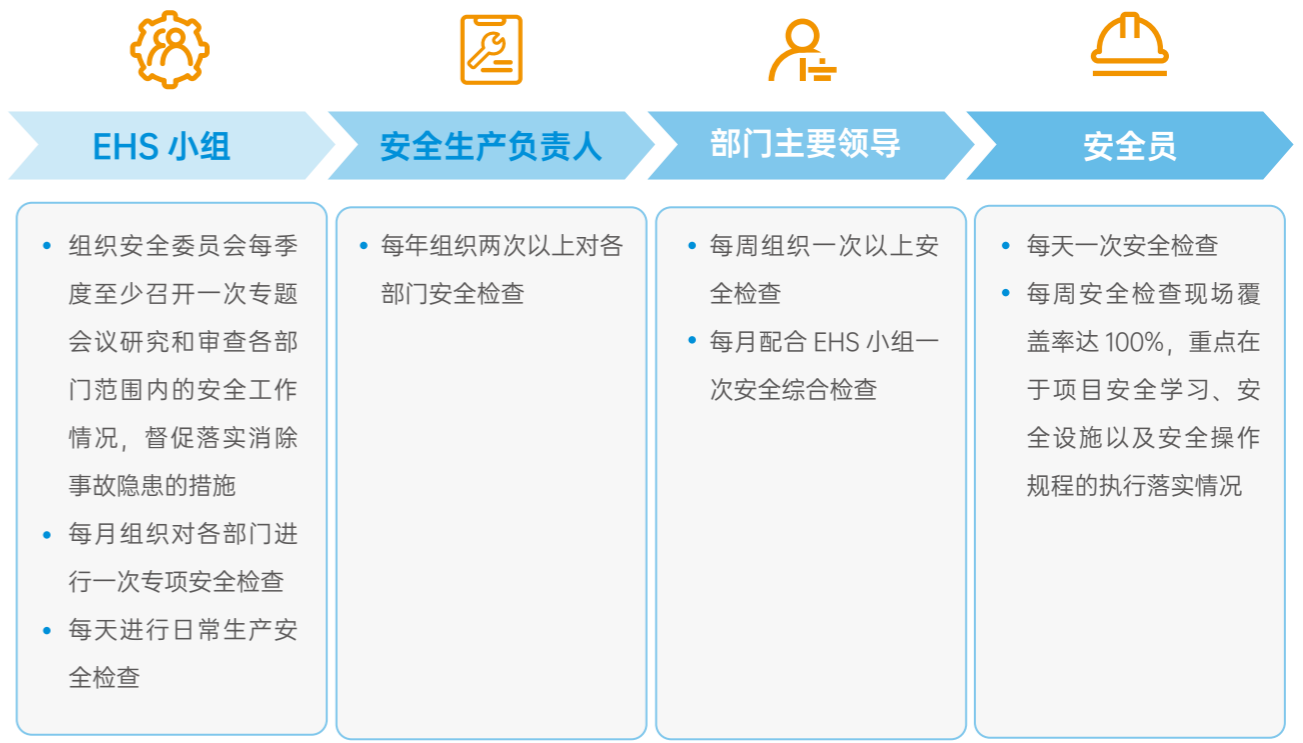 EHS 小组
安全生产负责人
部门主要领导
安全员
• 组织安全委员会每季
度至少召开一次专题
会议研究和审查各部
门范围内的安全工作
情况，督促落实消除
事故隐患的措施
• 每月组织对各部门进
行一次专项安全检查
• 每天进行日常生产安
全检查
• 每年组织两次以上对各
部门安全检查
• 每周组织一次以上安
全检查
• 每月配合 EHS 小组一
次安全综合检查
• 每天一次安全检查
• 每周安全检查现场覆
盖率达 100%，重点在
于项目安全学习、安
全设施以及安全操作
规程的执行落实情况